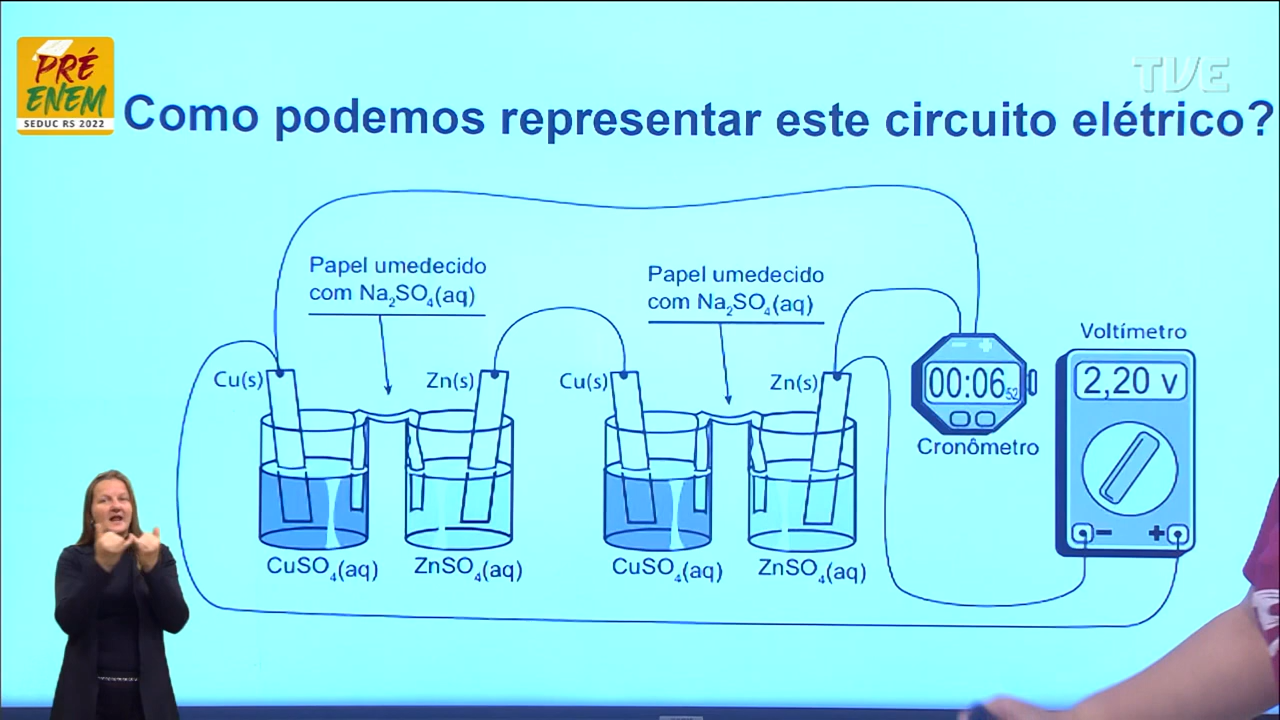 PRÉ
ENEM
SEDUC RS 2022
TVE
Como podemos representar este circuito elétrico?
Papel umedecido
com Na₂SO₄(aq)
Papel umedecido
com Na₂SO₄(aq)
Voltímetro
Cu(s)
Zn(s)
Cu(s)
Zn(s)
- +
00:06₅₂
2,20 v
Cronômetro
- +
CuSO₄(aq)
ZnSO₄(aq)
CuSO₄(aq)
ZnSO₄(aq)